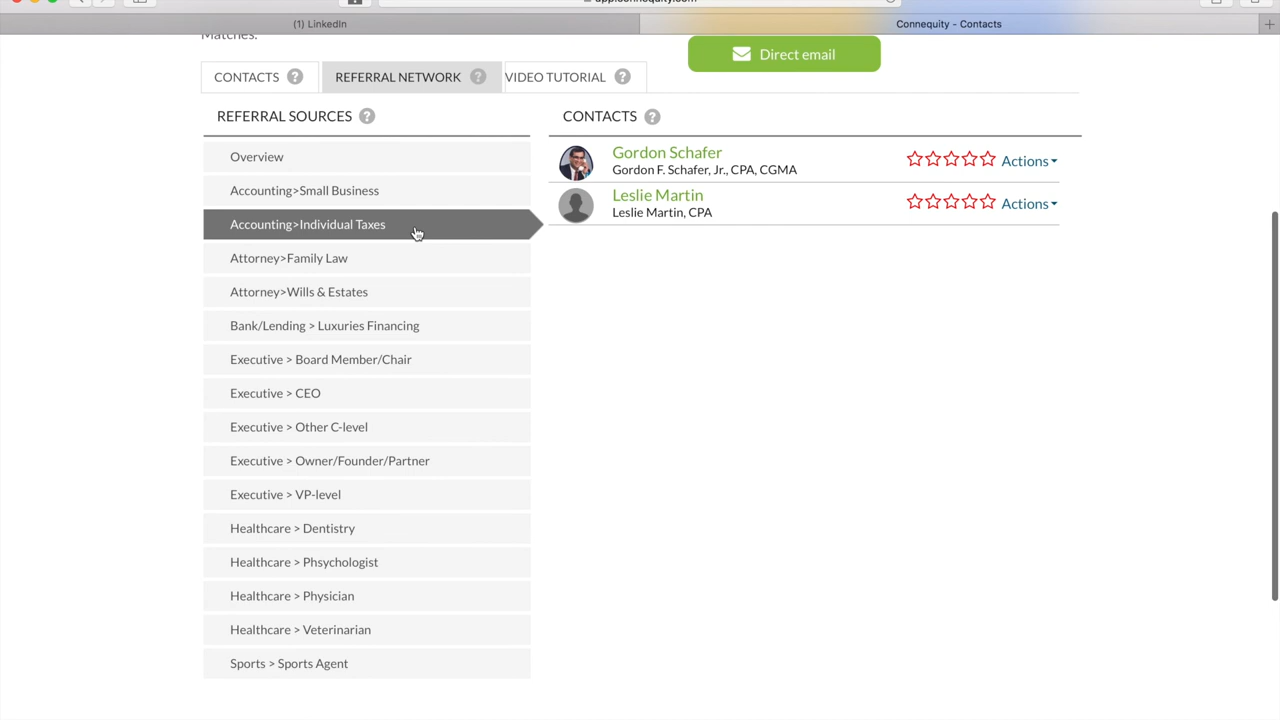 app.connequity.com
(1) LinkedIn
Connequity - Contacts
Matches.
Direct email
CONTACTS ?
REFERRAL NETWORK ?
VIDEO TUTORIAL ?
REFERRAL SOURCES ?
Overview
Accounting>Small Business
Accounting>Individual Taxes
Attorney>Family Law
Attorney>Wills & Estates
Bank/Lending > Luxuries Financing
Executive > Board Member/Chair
Executive > CEO
Executive > Other C-level
Executive > Owner/Founder/Partner
Executive > VP-level
Healthcare > Dentistry
Healthcare > Phsychologist
Healthcare > Physician
Healthcare > Veterinarian
Sports > Sports Agent
CONTACTS ?
Gordon Schafer
Gordon F. Schafer, Jr., CPA, CGMA
Actions
Leslie Martin
Leslie Martin, CPA
Actions